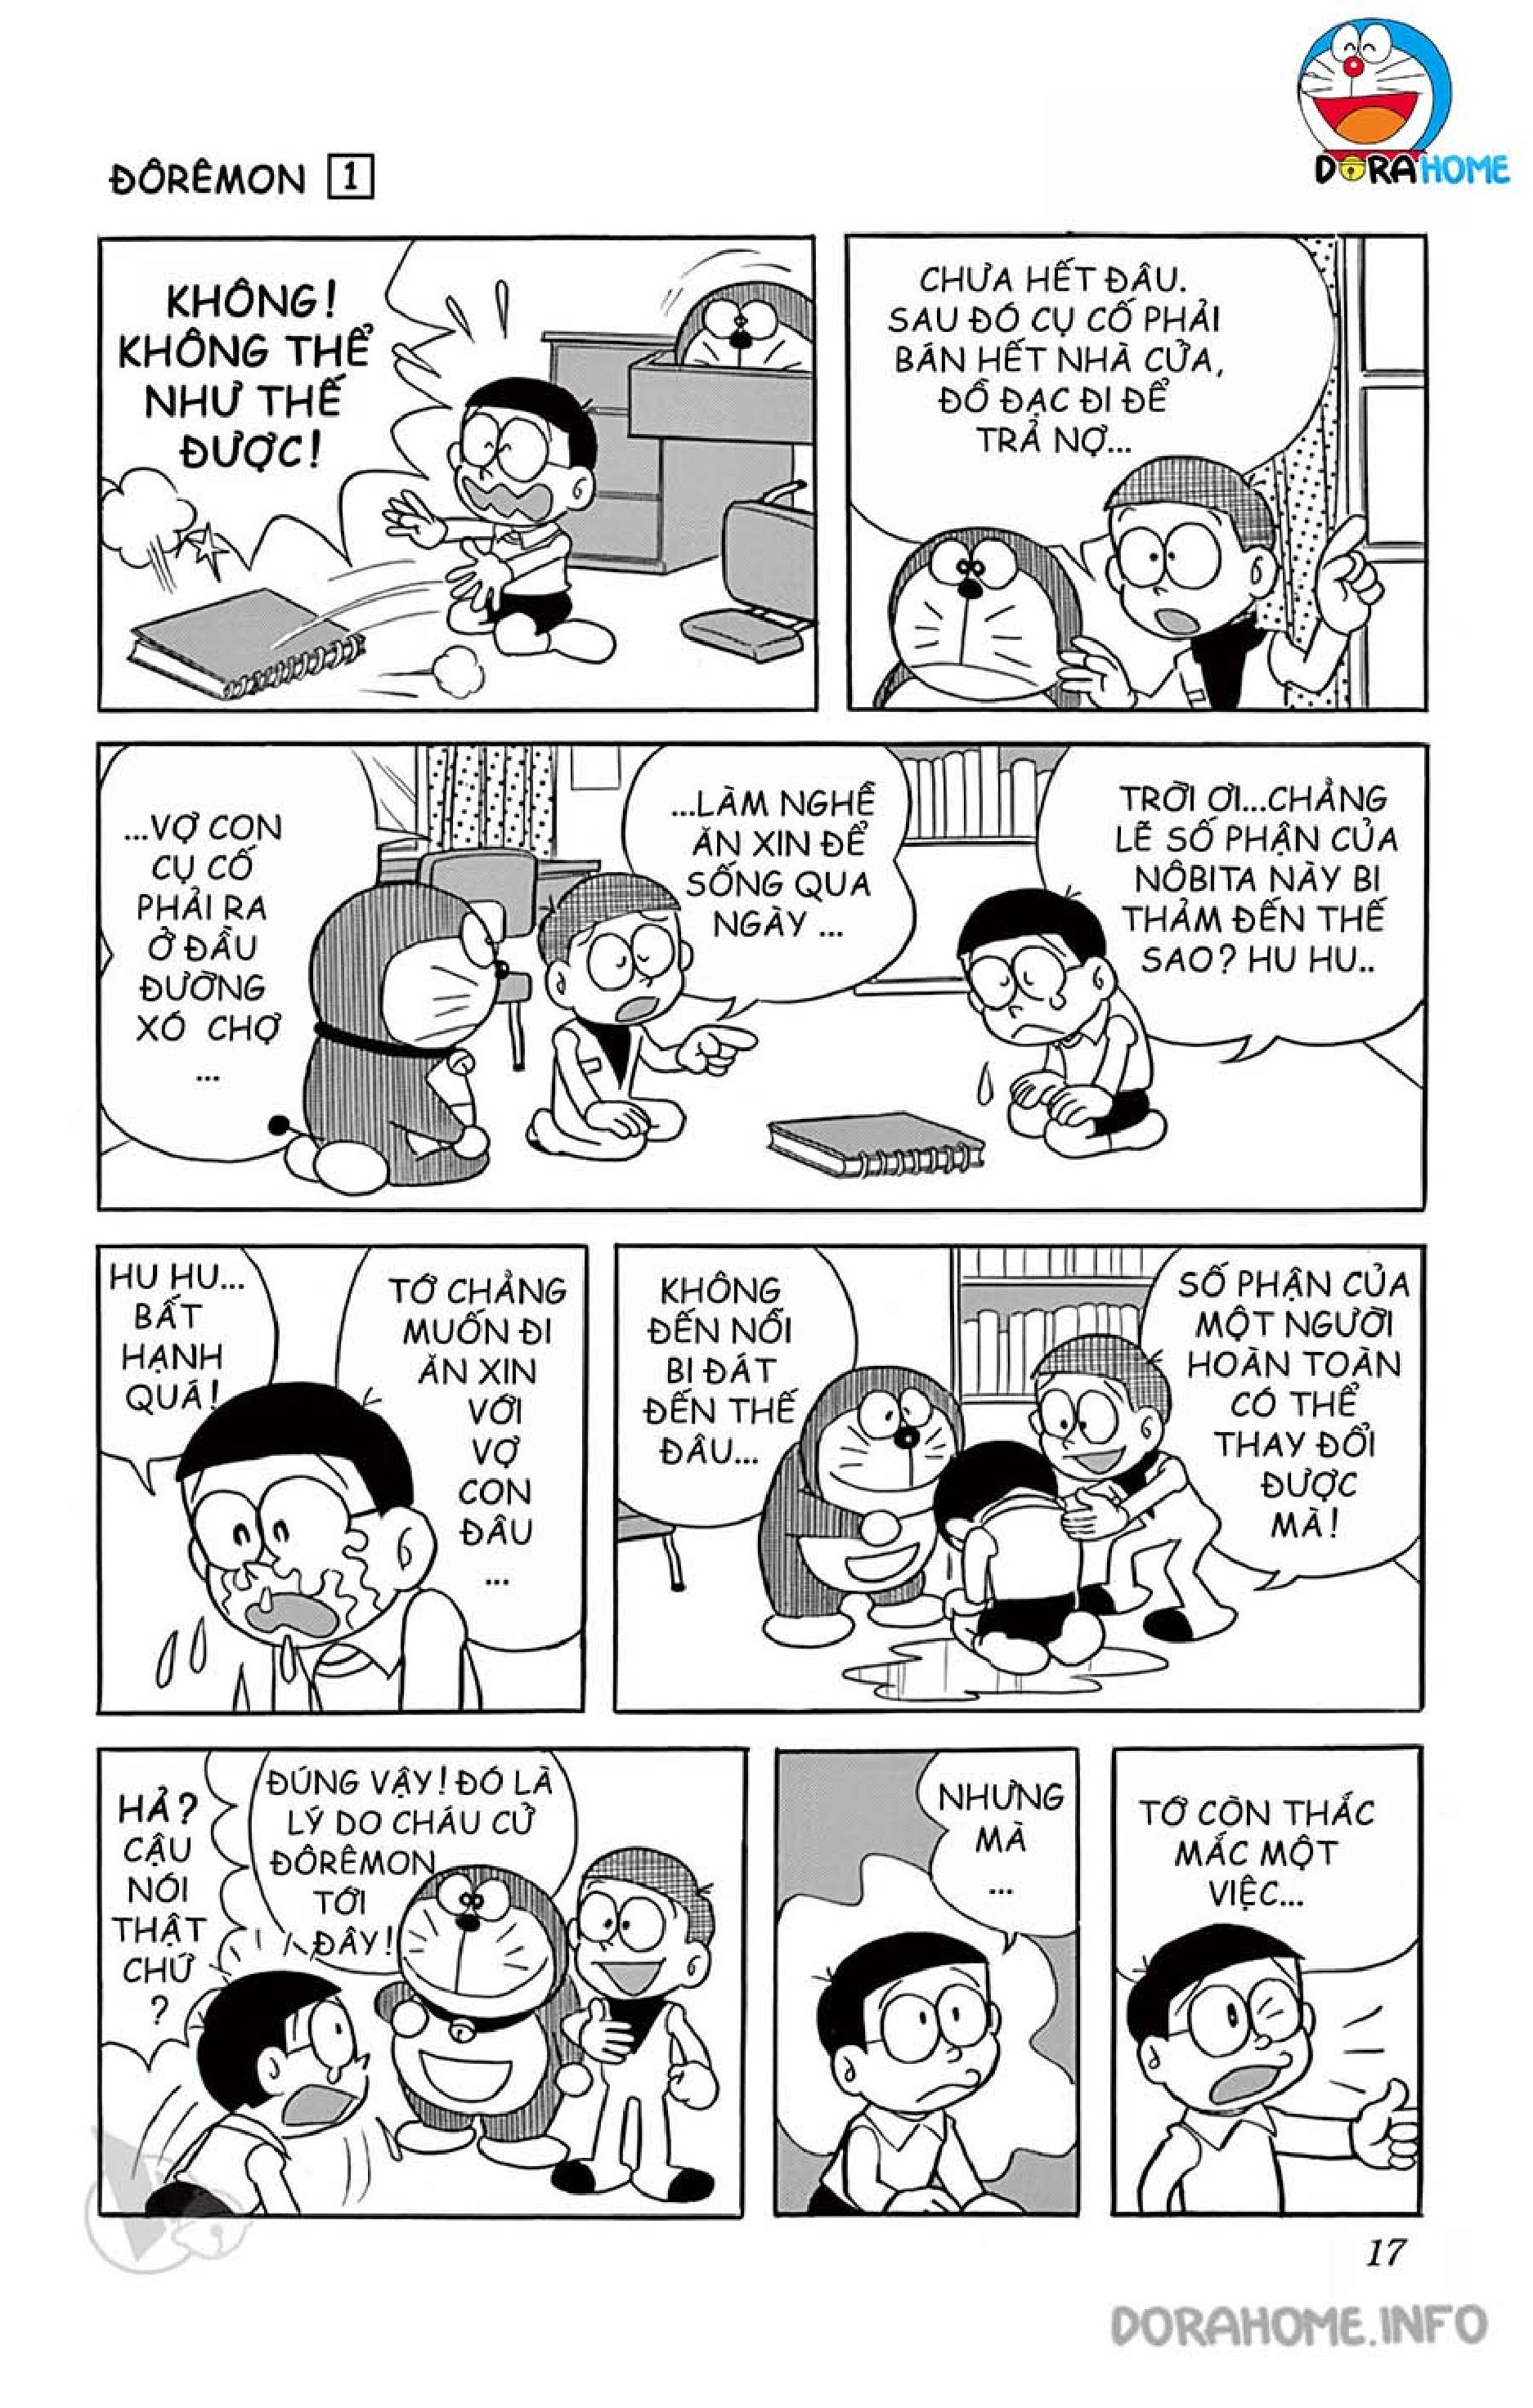 DORAHOME
ĐÔRÊMON 1
KHÔNG!
KHÔNG THỂ
NHƯ THẾ
ĐƯỢC!
CHƯA HẾT ĐÂU.
SAU ĐÓ CỤ CỐ PHẢI
BÁN HẾT NHÀ CỬA,
ĐỒ ĐẠC ĐI ĐỂ
TRẢ NỢ...
...VỢ CON
CỤ CỐ
PHẢI RA
Ở ĐẦU
ĐƯỜNG
XÓ CHỢ
...
...LÀM NGHỀ
ĂN XIN ĐỂ
SỐNG QUA
NGÀY ...
TRỜI ƠI...CHẲNG
LẼ SỐ PHẬN CỦA
NÔBITA NÀY BI
THẢM ĐẾN THẾ
SAO? HU HU..
HU HU...
BẤT
HẠNH
QUÁ!
TỚ CHẲNG
MUỐN ĐI
ĂN XIN
VỚI
VỢ
CON
ĐÂU
...
KHÔNG
ĐẾN NỖI
BI ĐÁT
ĐẾN THẾ
ĐÂU...
SỐ PHẬN CỦA
MỘT NGƯỜI
HOÀN TOÀN
CÓ THỂ
THAY ĐỔI
ĐƯỢC
MÀ!
HẢ?
CẬU
NÓI
THẬT
CHỨ
?
ĐÚNG VẬY! ĐÓ LÀ
LÝ DO CHÁU CỬ
ĐÔRÊMON
TỚI
ĐÂY!
NHƯNG
MÀ
...
TỚ CÒN THẮC
MẮC MỘT
VIỆC...
17
DORAHOME.INFO